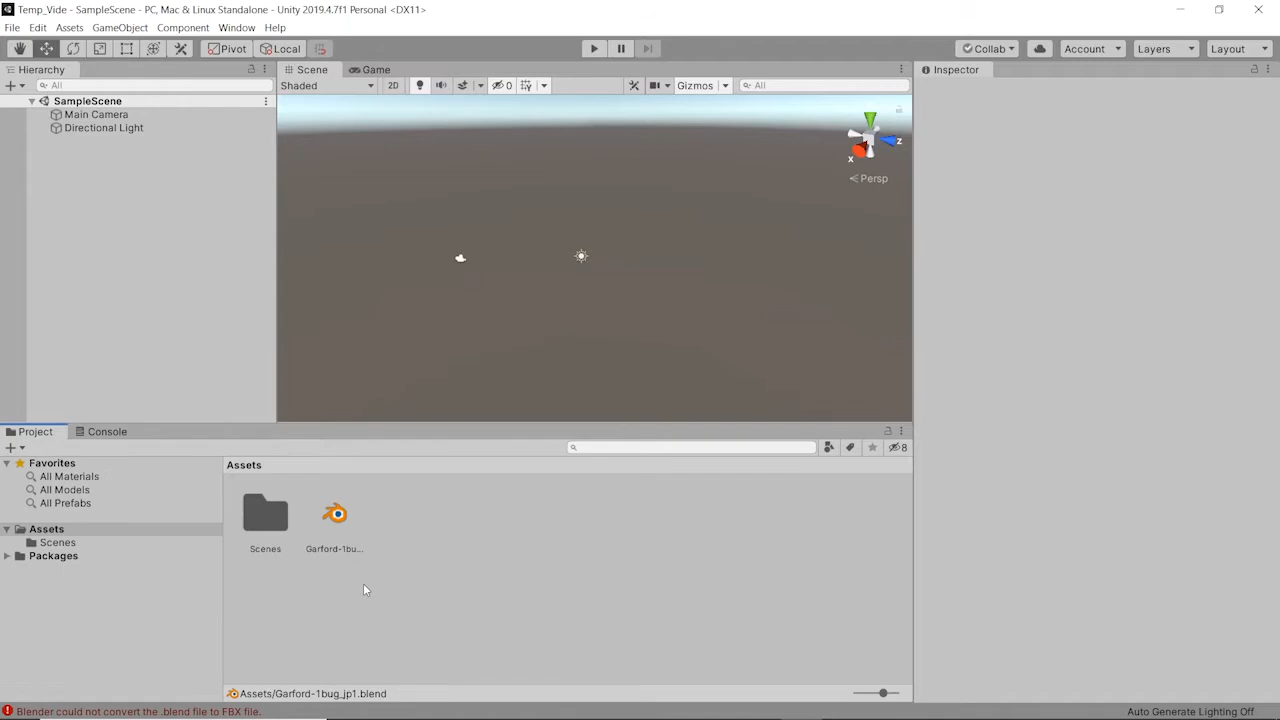 Temp_Vide - SampleScene - PC, Mac & Linux Standalone - Unity 2019.4.7f1 Personal <DX11>
File Edit Assets GameObject Component Window Help
Pivot Local Collab Account Layers Layout
Hierarchy Scene Game Inspector
All Shaded 2D 0 Gizmos All
SampleScene
Main Camera
Directional Light
z
x
Persp
Project Console
8
Favorites
All Materials
All Models
All Prefabs
Assets
Scenes
Packages
Assets
Scenes Garford-1bu...
Assets/Garford-1bug_jp1.blend
Blender could not convert the .blend file to FBX file. Auto Generate Lighting Off